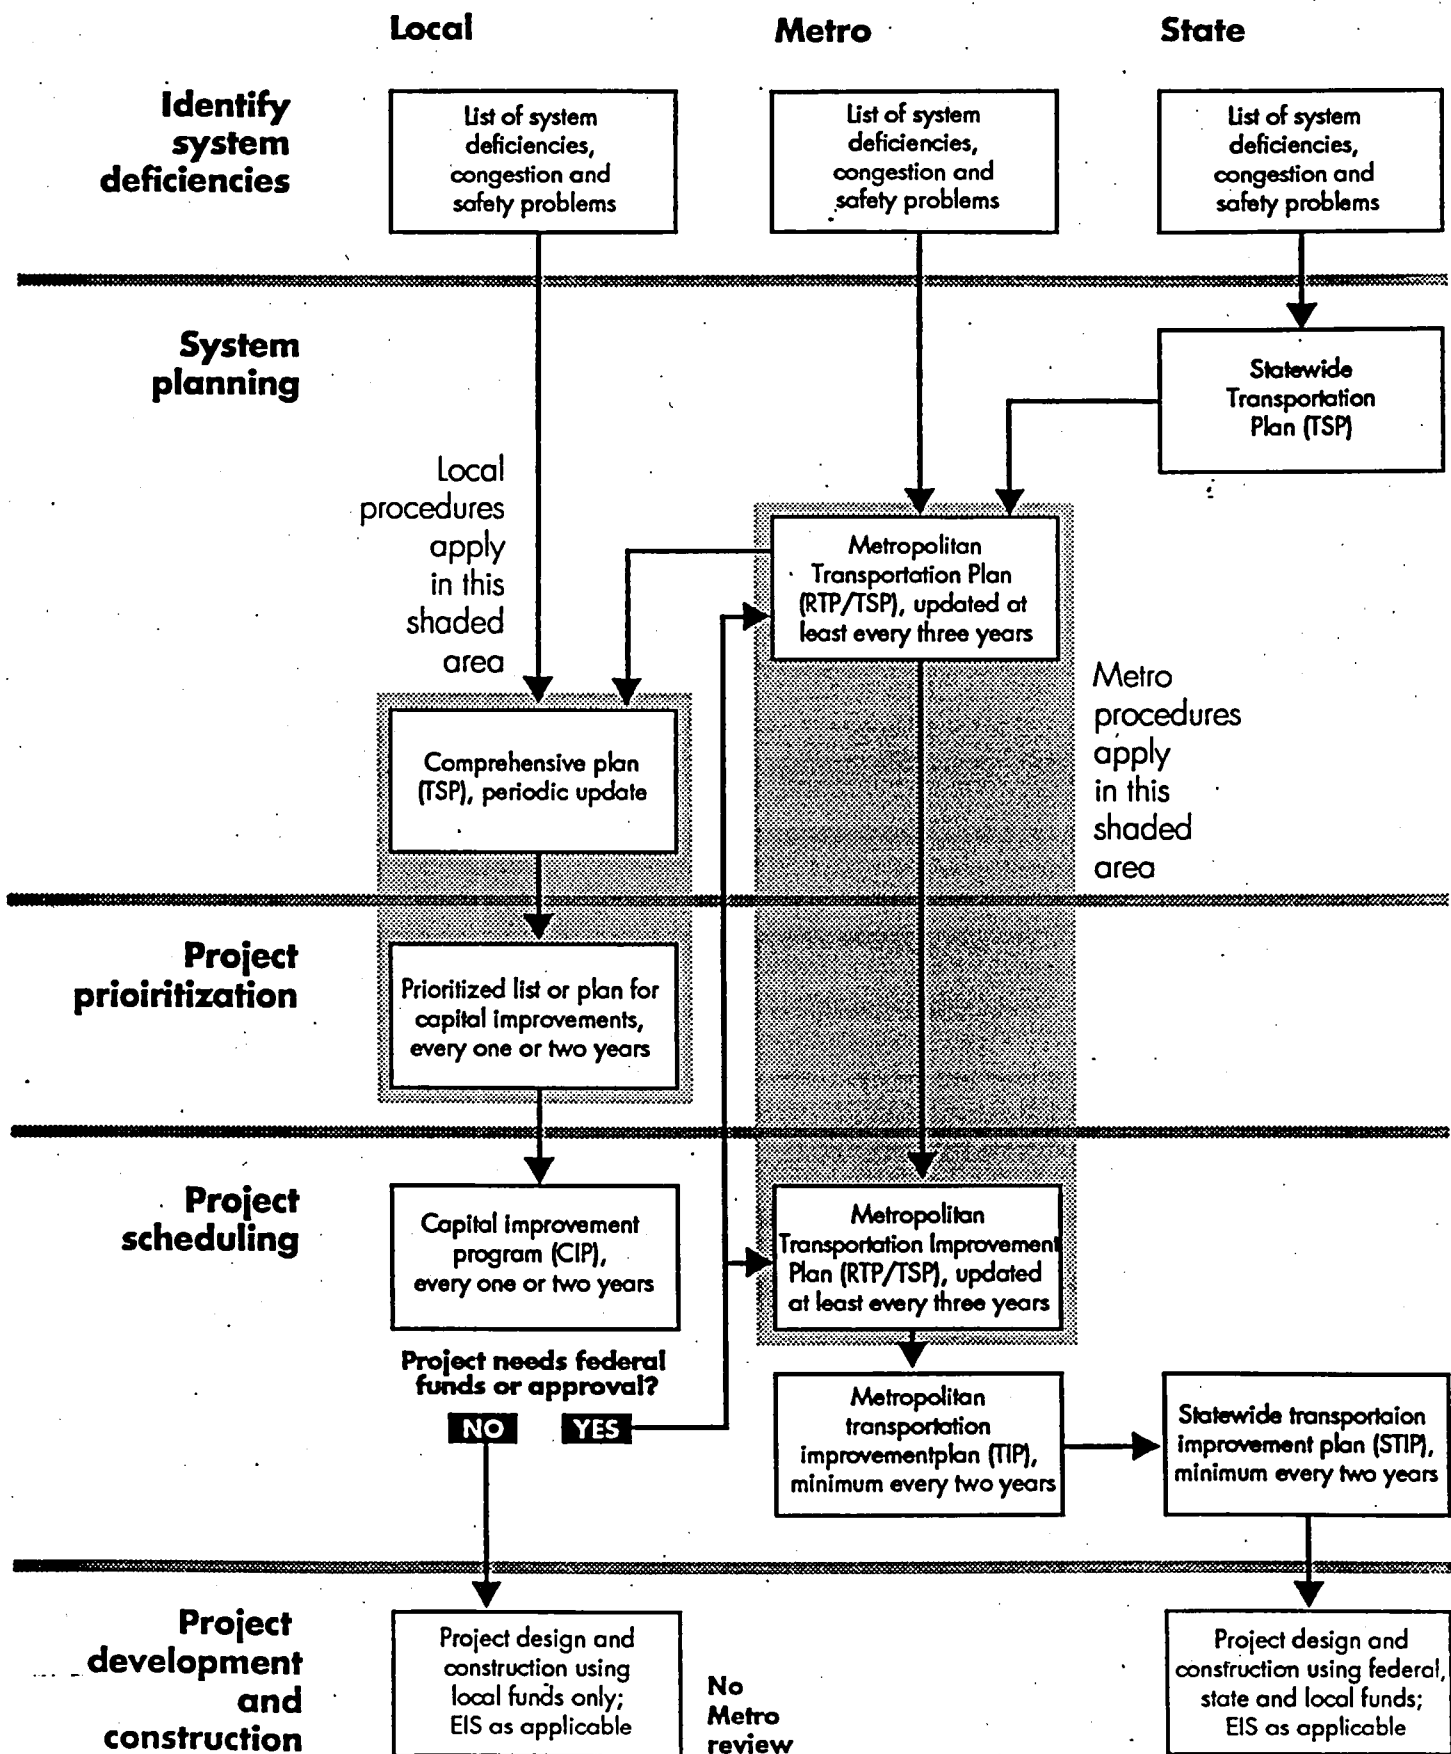 Local
Metro
State
Identify
system
deficiencies
List of system
deficiencies,
congestion and
safety problems
List of system
deficiencies,
congestion and
safety problems
List of system
deficiencies,
congestion and
safety problems
System
planning
Statewide
Transportation
Plan (TSP)
Local
procedures
apply
in this
shaded
area
Metropolitan
Transportation Plan
(RTP/TSP), updated at
least every three years
Metro
procedures
apply
in this
shaded
area
Comprehensive plan
(TSP), periodic update
Project
prioiritization
Prioritized list or plan for
capital improvements,
every one or two years
Project
scheduling
Capital improvement
program (CIP),
every one or two years
Metropolitan
Transportation Improvement
Plan (RTP/TSP), updated
at least every three years
Project needs federal
funds or approval?
NO
YES
Metropolitan
transportation
improvementplan (TIP),
minimum every two years
Statewide transportaion
improvement plan (STIP),
minimum every two years
Project
development
and
construction
Project design and
construction using
local funds only;
EIS as applicable
No
Metro
review
Project design and
construction using federal,
state and local funds;
EIS as applicable